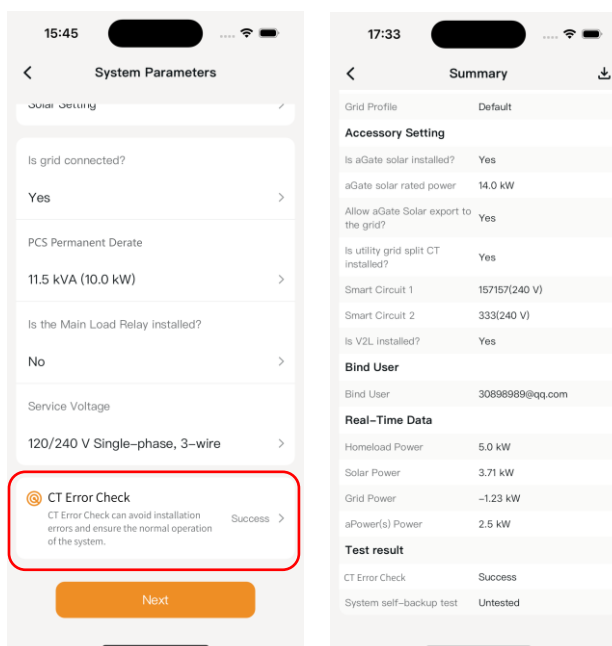 15:45
System Parameters
Solar Setting
Is grid connected?
Yes
PCS Permanent Derate
11.5 kVA (10.0 kW)
Is the Main Load Relay installed?
No
Service Voltage
120/240 V Single-phase, 3-wire
CT Error Check
CT Error Check can avoid installation
errors and ensure the normal operation
of the system.
Success
Next
17:33
Summary
Grid Profile Default
Accessory Setting
Is aGate solar installed? Yes
aGate solar rated power 14.0 kW
Allow aGate Solar export to
the grid?
Yes
Is utility grid split CT
installed?
Yes
Smart Circuit 1 157157(240 V)
Smart Circuit 2 333(240 V)
Is V2L installed? Yes
Bind User
Bind User 30898989@qq.com
Real-Time Data
Homeload Power 5.0 kW
Solar Power 3.71 kW
Grid Power -1.23 kW
aPower(s) Power 2.5 kW
Test result
CT Error Check Success
System self-backup test Untested